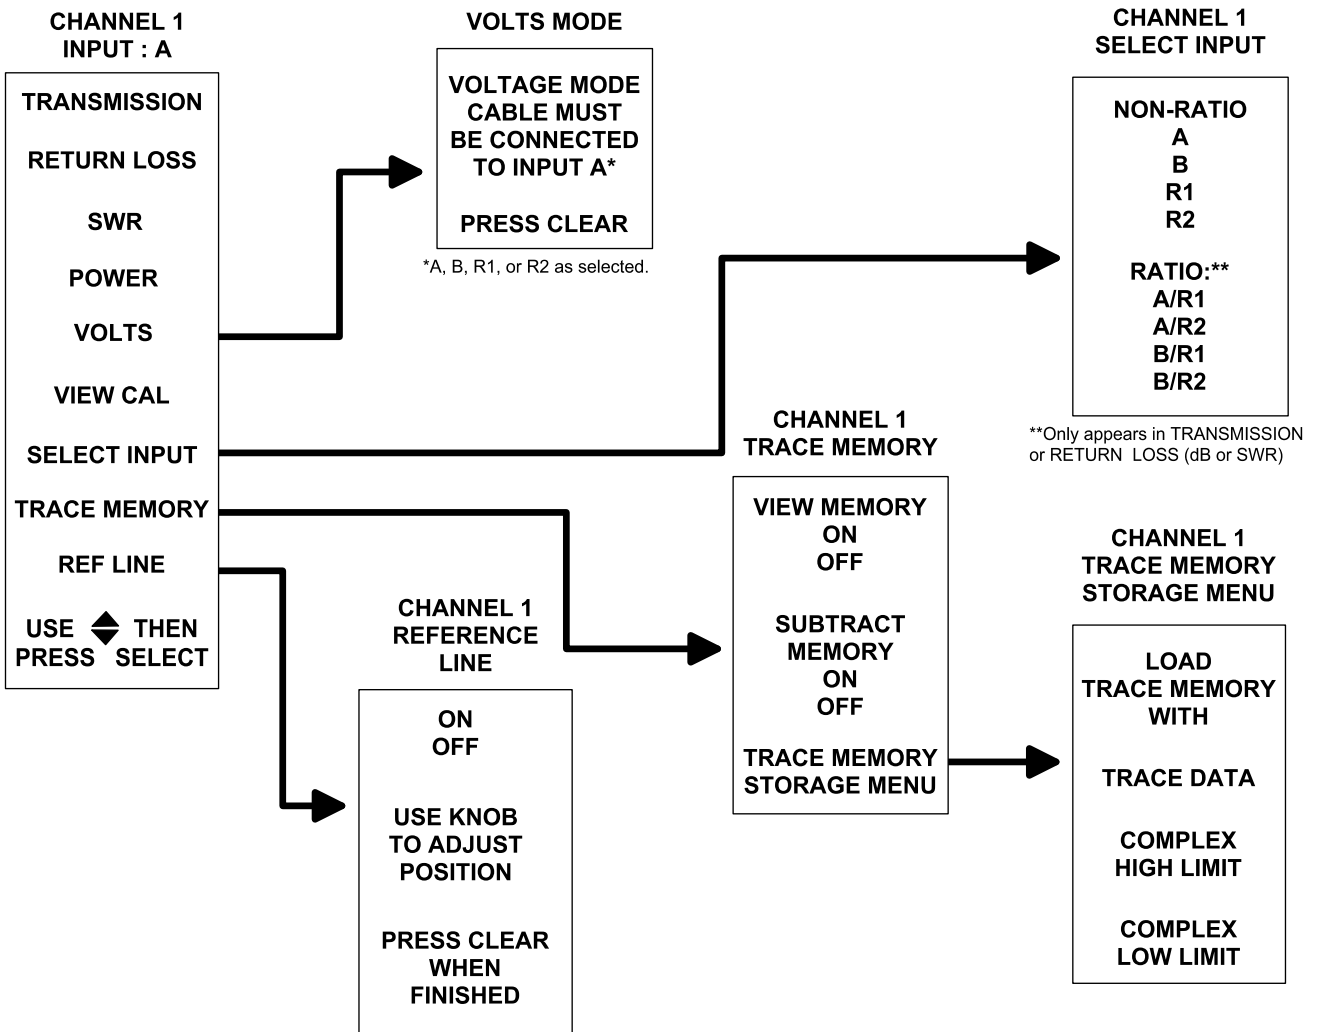 CHANNEL 1
INPUT : A
TRANSMISSION
RETURN LOSS
SWR
POWER
VOLTS
VIEW CAL
SELECT INPUT
TRACE MEMORY
REF LINE
USE THEN
PRESS SELECT
VOLTS MODE
VOLTAGE MODE
CABLE MUST
BE CONNECTED
TO INPUT A*
PRESS CLEAR
*A, B, R1, or R2 as selected.
CHANNEL 1
SELECT INPUT
NON-RATIO
A
B
R1
R2
RATIO:**
A/R1
A/R2
B/R1
B/R2
**Only appears in TRANSMISSION
or RETURN LOSS (dB or SWR)
CHANNEL 1
REFERENCE
LINE
ON
OFF
USE KNOB
TO ADJUST
POSITION
PRESS CLEAR
WHEN
FINISHED
CHANNEL 1
TRACE MEMORY
VIEW MEMORY
ON
OFF
SUBTRACT
MEMORY
ON
OFF
TRACE MEMORY
STORAGE MENU
CHANNEL 1
TRACE MEMORY
STORAGE MENU
LOAD
TRACE MEMORY
WITH
TRACE DATA
COMPLEX
HIGH LIMIT
COMPLEX
LOW LIMIT